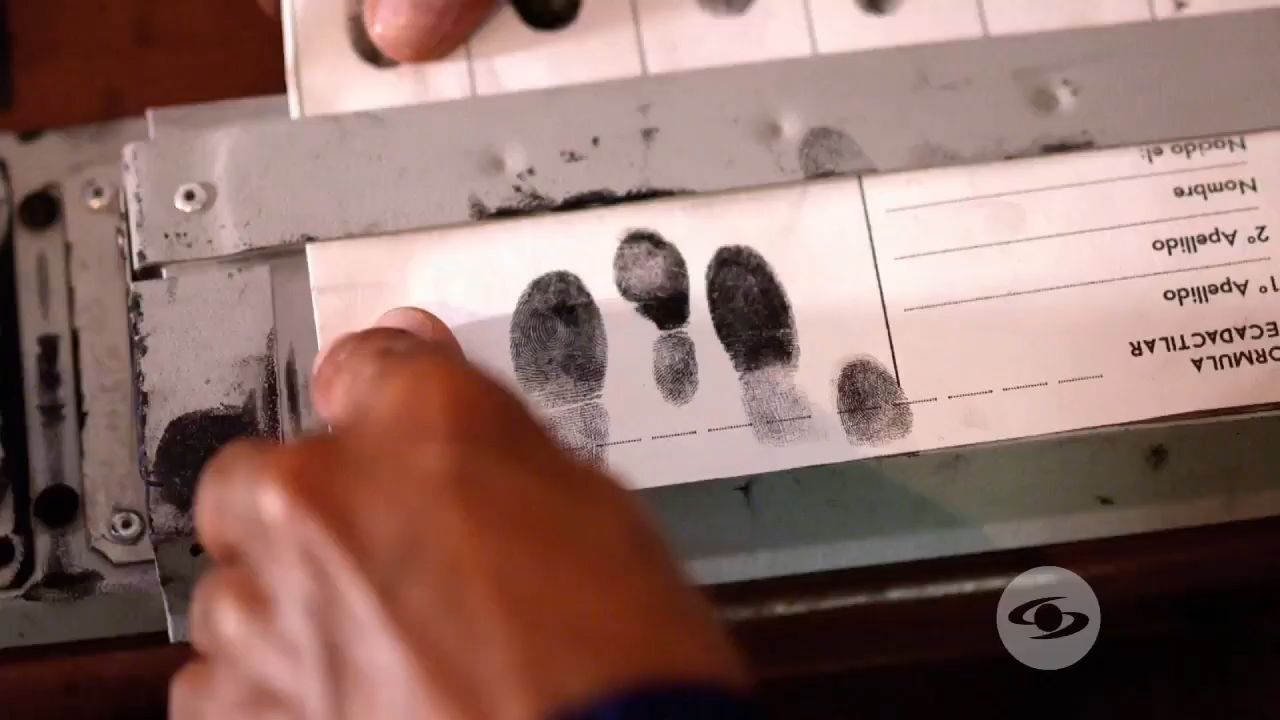 ORMULA
ECADACTILAR
1º Apellido
2º Apellido
Nombre
Nacido el: